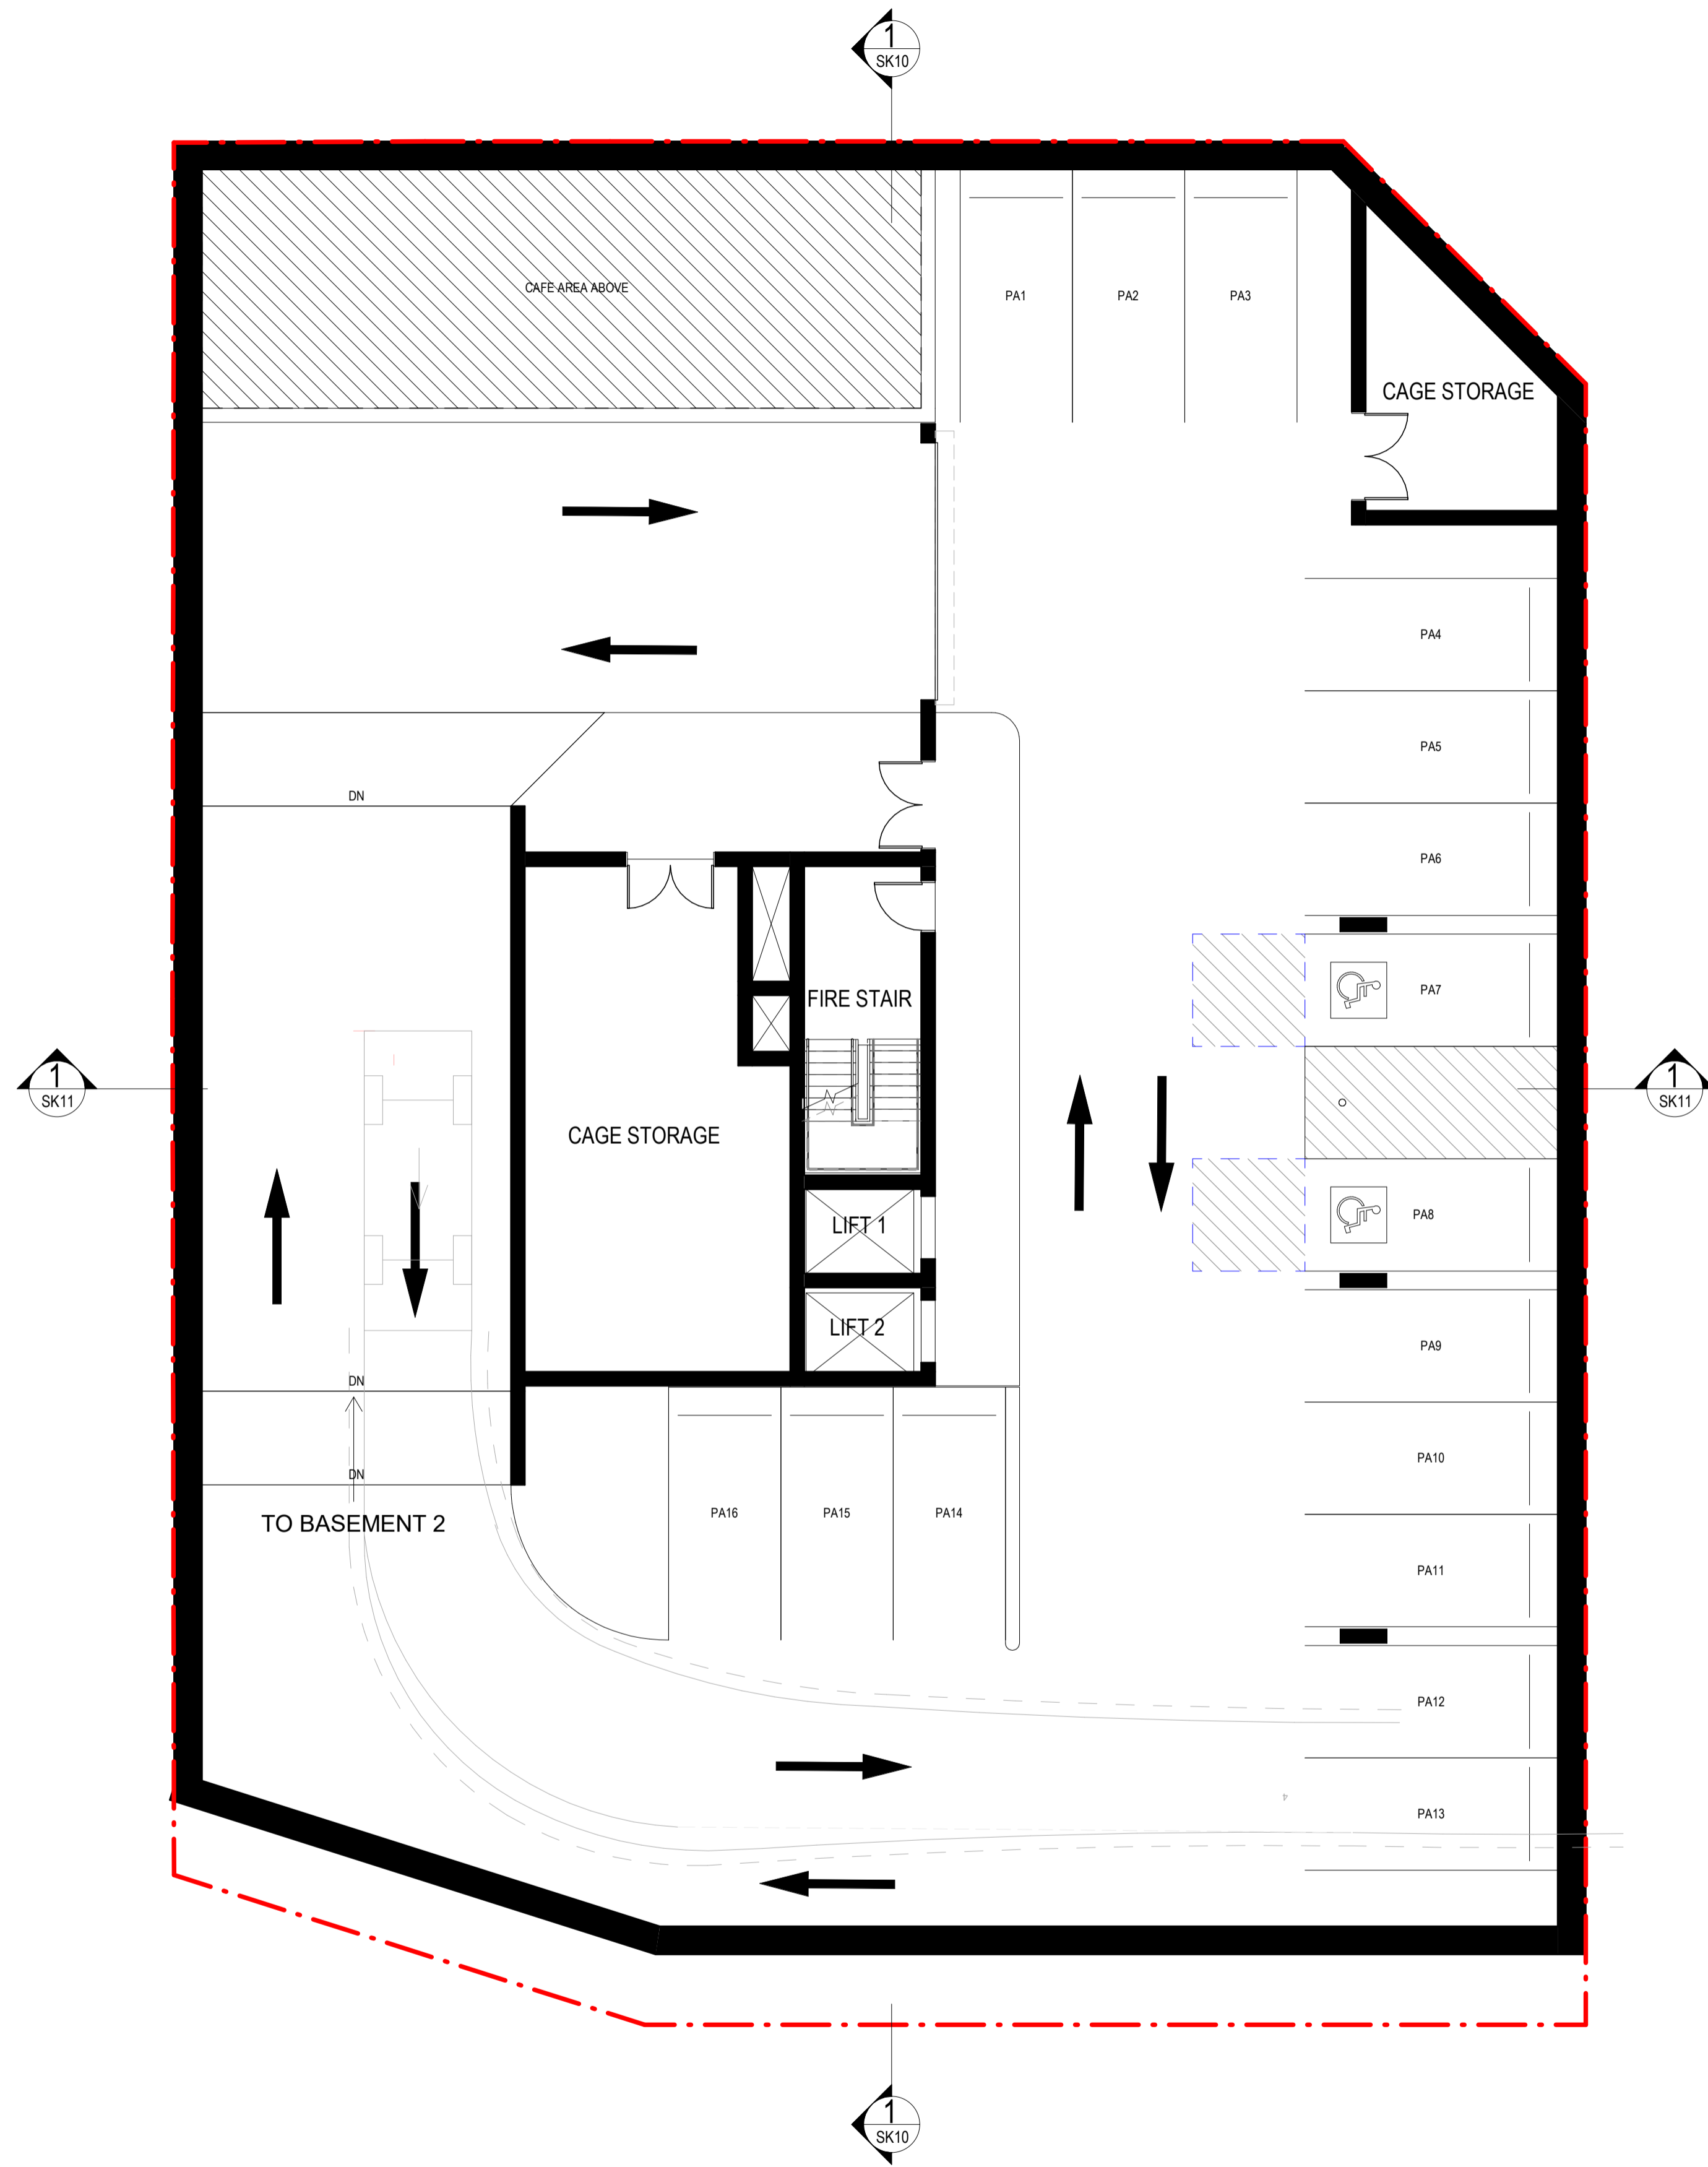 1
SK10
CAFE AREA ABOVE
PA1
PA2
PA3
CAGE STORAGE
PA4
PA5
DN
PA6
PA7
FIRE STAIR
1
SK11
1
SK11
CAGE STORAGE
LIFT 1
PA8
LIFT 2
PA9
DN
PA10
DN
TO BASEMENT 2
PA16
PA15
PA14
PA11
PA12
PA13
1
SK10